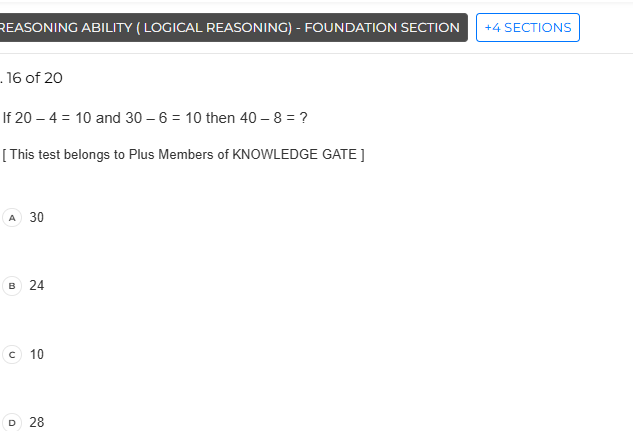 REASONING ABILITY ( LOGICAL REASONING) - FOUNDATION SECTION +4 SECTIONS
. 16 of 20
If 20 – 4 = 10 and 30 – 6 = 10 then 40 – 8 = ?
[ This test belongs to Plus Members of KNOWLEDGE GATE ]
A 30
B 24
C 10
D 28